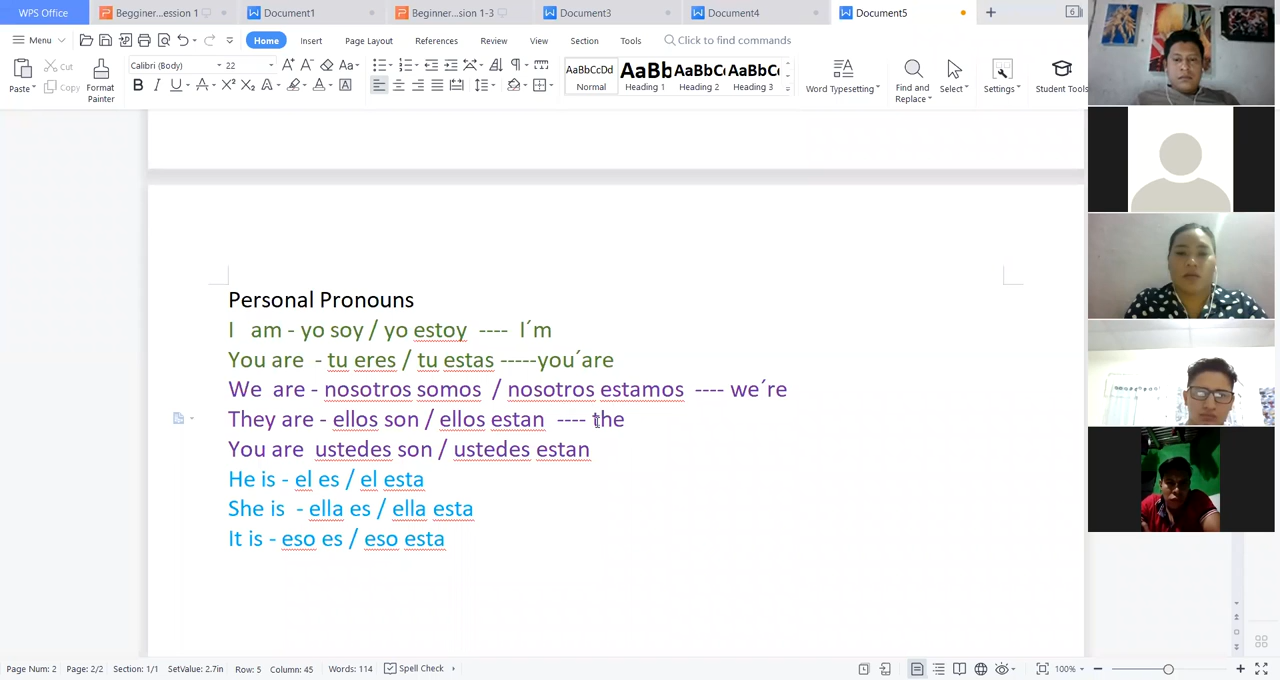 WPS Office Begginer...ession 1 Document1 Beginner...sion 1-3 Document3 Document4 Document5 6
Menu Home Insert Page Layout References Review View Section Tools Click to find commands
Paste Cut Copy Format Painter Calibri (Body) 22 AaBbCcDd Normal AaBb Heading 1 AaBbCc Heading 2 AaBbCc Heading 3 Word Typesetting Find and Replace Select Settings Student Tools
Personal Pronouns
I am - yo soy / yo estoy ---- I´m
You are - tu eres / tu estas -----you´are
We are - nosotros somos / nosotros estamos ---- we´re
They are - ellos son / ellos estan ---- the
You are ustedes son / ustedes estan
He is - el es / el esta
She is - ella es / ella esta
It is - eso es / eso esta
Page Num: 2 Page: 2/2 Section: 1/1 SetValue: 2.7in Row: 5 Column: 45 Words: 114 Spell Check 100%